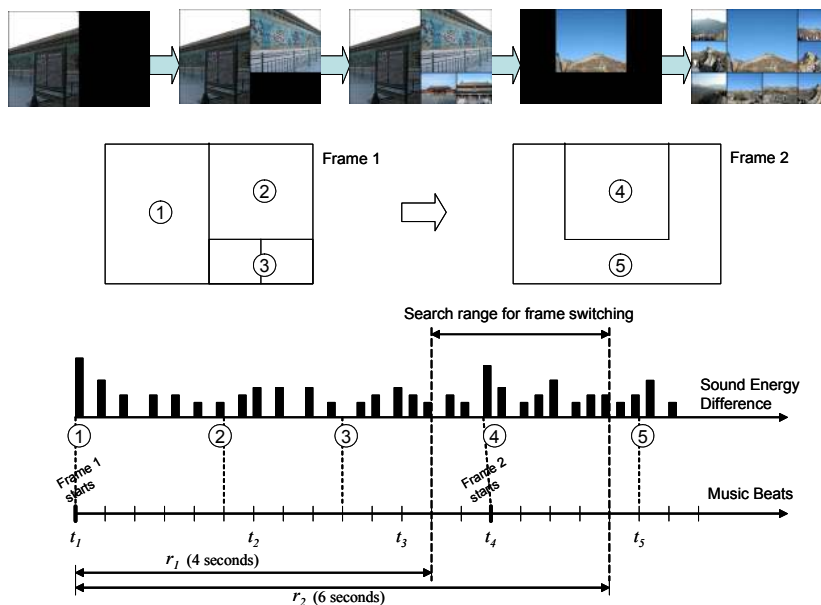 Frame 1
Frame 2
①
②
③
④
⑤
Search range for frame switching
Sound Energy
Difference
①
②
③
④
⑤
Frame 1
starts
Frame 2
starts
Music Beats
t1
t2
t3
t4
t5
r1 (4 seconds)
r2 (6 seconds)